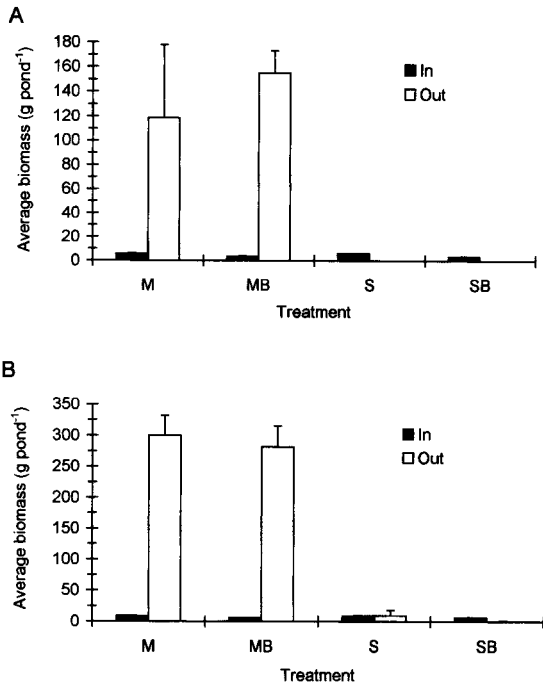 A
Average biomass (g pond⁻¹)
180
160
140
120
100
80
60
40
20
0
In
Out
M
MB
S
SB
Treatment
B
Average biomass (g pond⁻¹)
350
300
250
200
150
100
50
0
In
Out
M
MB
S
SB
Treatment